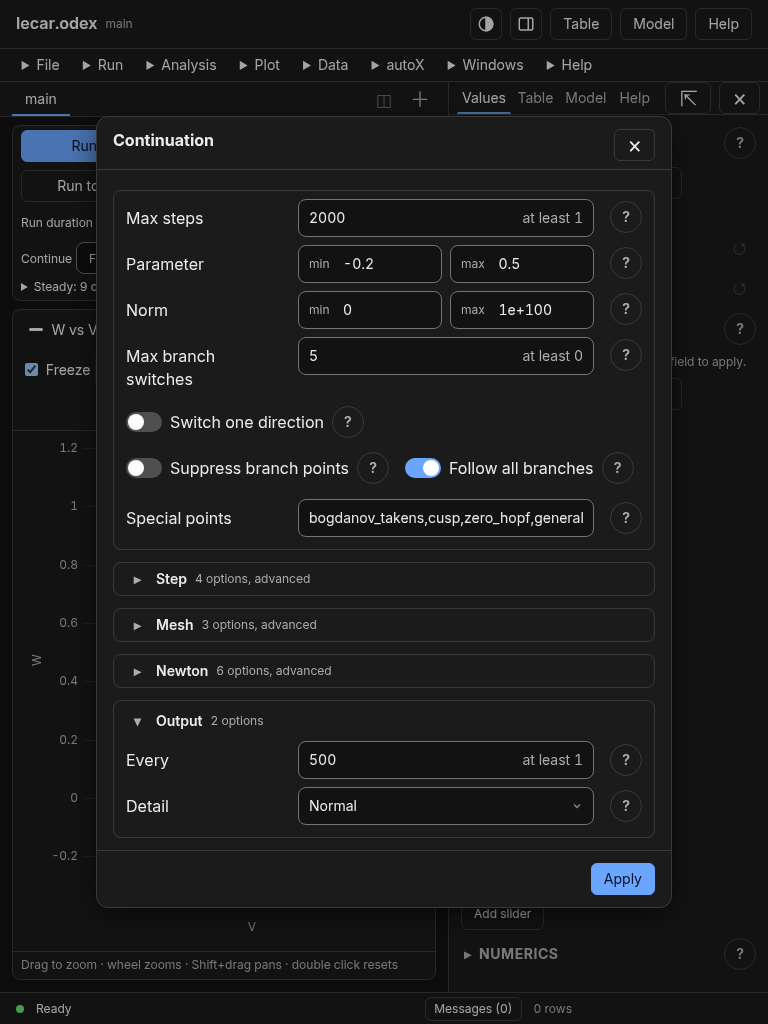 lecar.odex main
Table Model Help
File Run Analysis Plot Data autoX Windows Help
main
Values Table Model Help
Continuation
Run
?
Run to
Run duration
Continue F
Steady: 9
W vs V
?
Freeze
field to apply.
Max steps 2000 at least 1 ?
Parameter min -0.2 max 0.5 ?
Norm min 0 max 1e+100 ?
Max branch switches 5 at least 0 ?
Switch one direction ?
Suppress branch points ? Follow all branches ?
Special points bogdanov_takens,cusp,zero_hopf,general ?
Step 4 options, advanced
Mesh 3 options, advanced
Newton 6 options, advanced
Output 2 options
Every 500 at least 1 ?
Detail Normal ?
Apply
1.2
1
0.8
0.6
W
0.4
0.2
0
-0.2
V
Add slider
NUMERICS ?
Drag to zoom · wheel zooms · Shift+drag pans · double click resets
Ready Messages (0) 0 rows